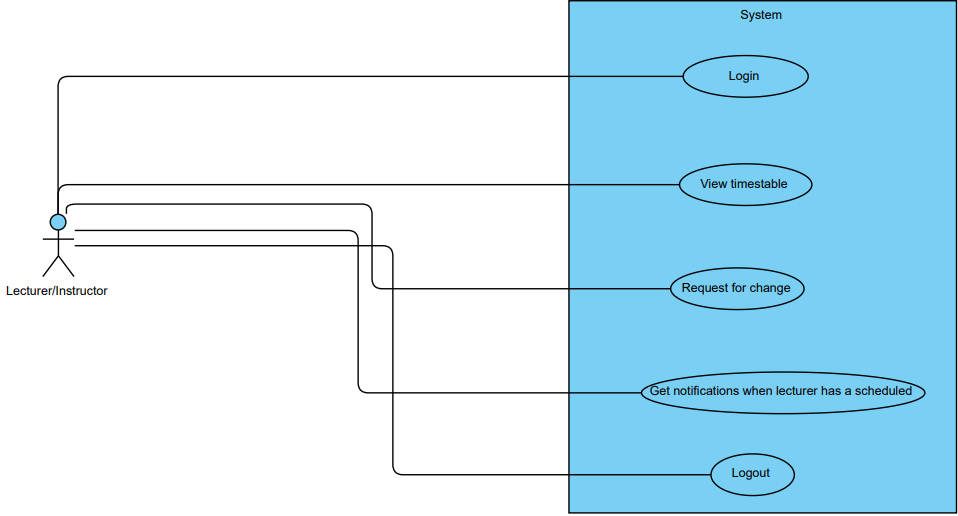 System
Login
View timestable
Request for change
Lecturer/Instructor
Get notifications when lecturer has a scheduled
Logout